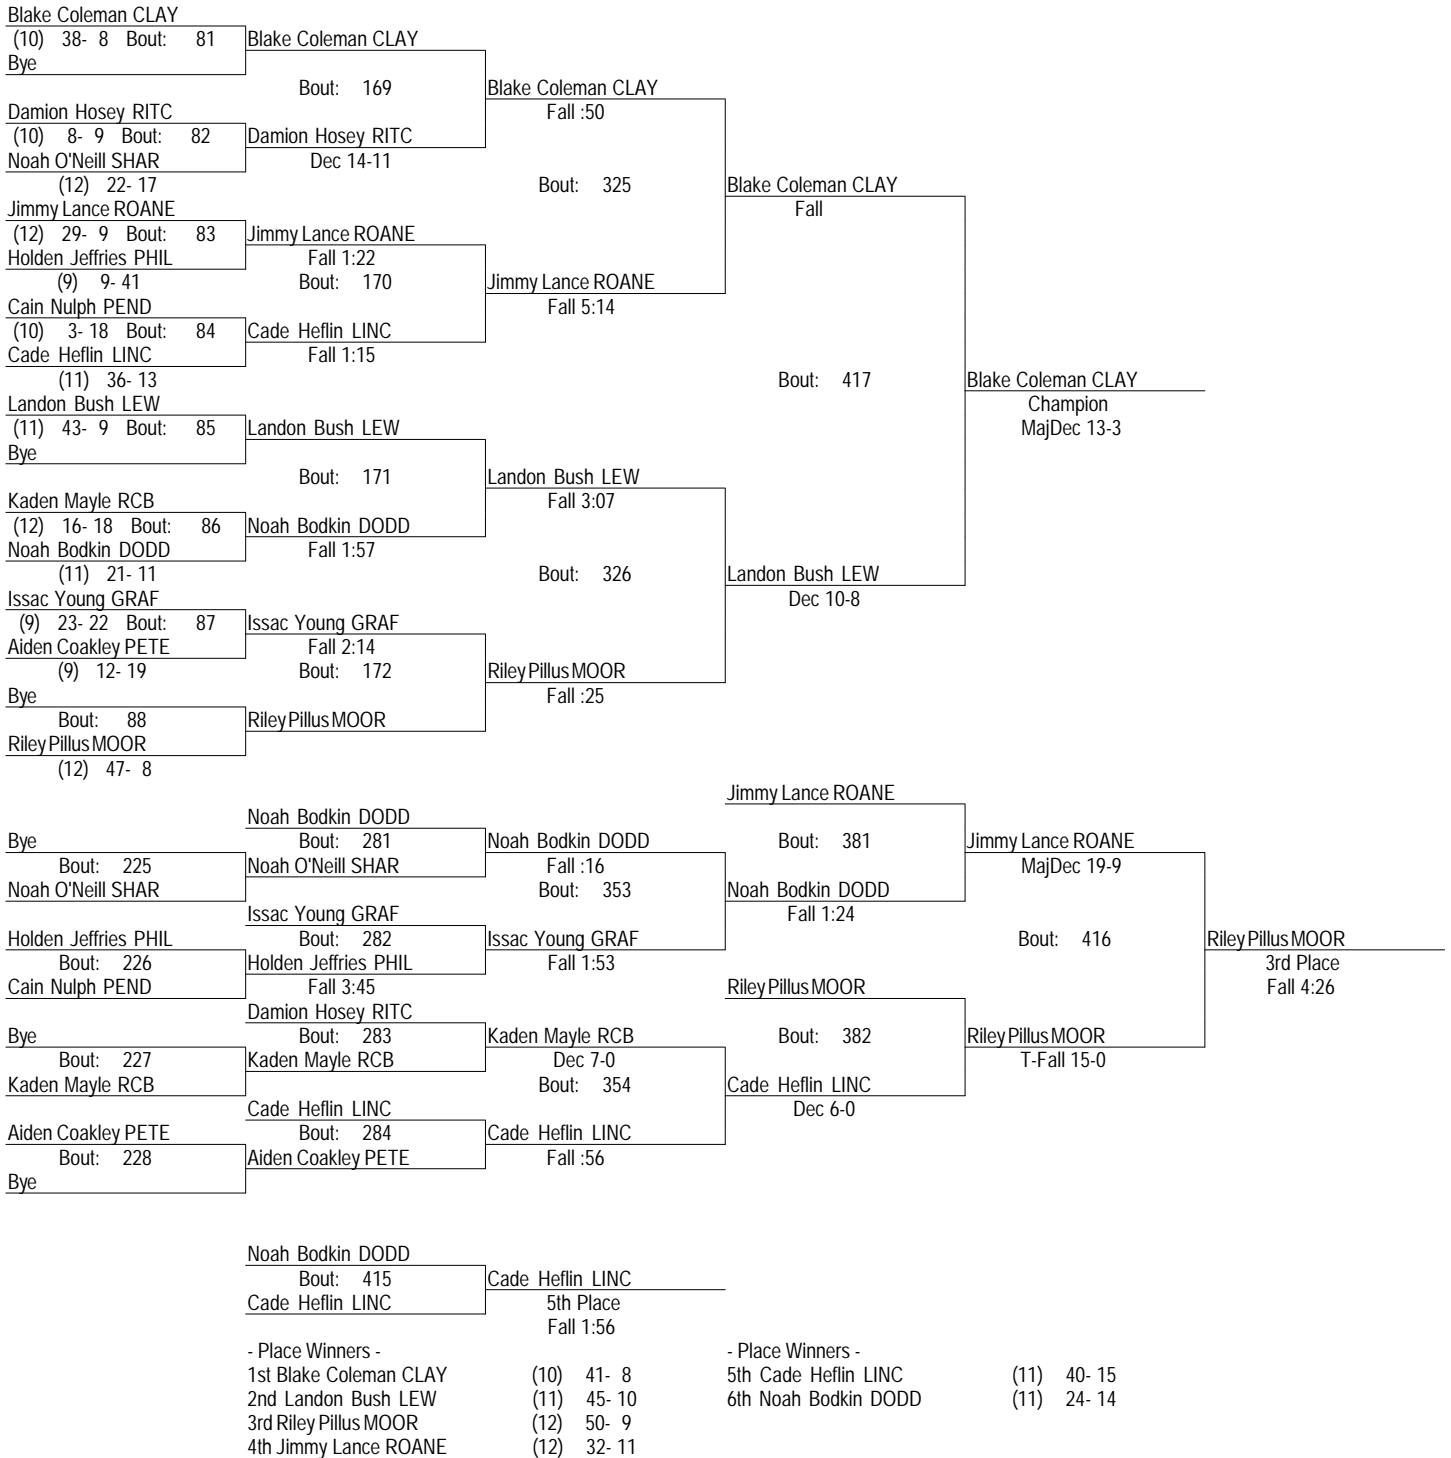 Blake Coleman CLAY
(10) 38- 8 Bout: 81 Blake Coleman CLAY
Bye
Bout: 169 Blake Coleman CLAY
Damion Hosey RITC Fall :50
(10) 8- 9 Bout: 82 Damion Hosey RITC
Noah O'Neill SHAR Dec 14-11
(12) 22- 17 Bout: 325 Blake Coleman CLAY
Jimmy Lance ROANE Fall
(12) 29- 9 Bout: 83 Jimmy Lance ROANE
Holden Jeffries PHIL Fall 1:22
(9) 9- 41 Bout: 170 Jimmy Lance ROANE
Cain Nulph PEND Fall 5:14
(10) 3- 18 Bout: 84 Cade Heflin LINC
Cade Heflin LINC Fall 1:15
(11) 36- 13 Bout: 417 Blake Coleman CLAY
Landon Bush LEW Champion
(11) 43- 9 Bout: 85 Landon Bush LEW MajDec 13-3
Bye
Bout: 171 Landon Bush LEW
Kaden Mayle RCB Fall 3:07
(12) 16- 18 Bout: 86 Noah Bodkin DODD
Noah Bodkin DODD Fall 1:57
(11) 21- 11 Bout: 326 Landon Bush LEW
Issac Young GRAF Dec 10-8
(9) 23- 22 Bout: 87 Issac Young GRAF
Aiden Coakley PETE Fall 2:14
(9) 12- 19 Bout: 172 Riley Pillus MOOR
Bye Fall :25
Bout: 88 Riley Pillus MOOR
Riley Pillus MOOR
(12) 47- 8
Jimmy Lance ROANE
Noah Bodkin DODD
Bye Bout: 281 Noah Bodkin DODD Bout: 381 Jimmy Lance ROANE
Bout: 225 Noah O'Neill SHAR Fall :16 MajDec 19-9
Noah O'Neill SHAR Bout: 353 Noah Bodkin DODD
Issac Young GRAF Fall 1:24
Holden Jeffries PHIL Bout: 282 Issac Young GRAF Bout: 416 Riley Pillus MOOR
Bout: 226 Holden Jeffries PHIL Fall 1:53 3rd Place
Cain Nulph PEND Fall 3:45 Riley Pillus MOOR Fall 4:26
Damion Hosey RITC
Bye Bout: 283 Kaden Mayle RCB Bout: 382 Riley Pillus MOOR
Bout: 227 Kaden Mayle RCB Dec 7-0 T-Fall 15-0
Kaden Mayle RCB Bout: 354 Cade Heflin LINC
Cade Heflin LINC Dec 6-0
Aiden Coakley PETE Bout: 284 Cade Heflin LINC
Bout: 228 Aiden Coakley PETE Fall :56
Bye
Noah Bodkin DODD
Bout: 415 Cade Heflin LINC
Cade Heflin LINC 5th Place
Fall 1:56
- Place Winners - - Place Winners -
1st Blake Coleman CLAY (10) 41- 8 5th Cade Heflin LINC (11) 40- 15
2nd Landon Bush LEW (11) 45- 10 6th Noah Bodkin DODD (11) 24- 14
3rd Riley Pillus MOOR (12) 50- 9
4th Jimmy Lance ROANE (12) 32- 11